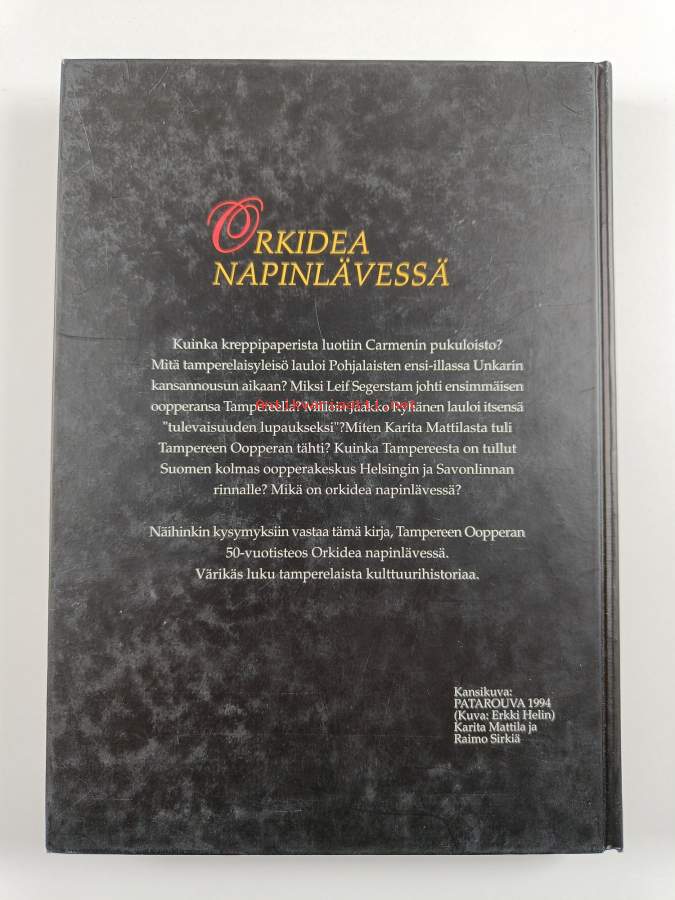 ORKIDEA
NAPINLÄVESSÄ
Kuinka kreppipaperista luotiin Carmenin pukuloisto?
Mitä tamperelaisyleisö lauloi Pohjalaisten ensi-illassa Unkarin
kansannousun aikaan? Miksi Leif Segerstam johti ensimmäisen
oopperansa Tampereella? Milloin Jaakko Ryhänen lauloi itsensä
"tulevaisuuden lupaukseksi"?Miten Karita Mattilasta tuli
Tampereen Oopperan tähti? Kuinka Tampereesta on tullut
Suomen kolmas oopperakeskus Helsingin ja Savonlinnan
rinnalle? Mikä on orkidea napinlävessä?
Näihinkin kysymyksiin vastaa tämä kirja, Tampereen Oopperan
50-vuotisteos Orkidea napinlävessä.
Värikäs luku tamperelaista kulttuurihistoriaa.
Kansikuva:
PATAROUVA 1994
(Kuva: Erkki Helin)
Karita Mattila ja
Raimo Sirkiä